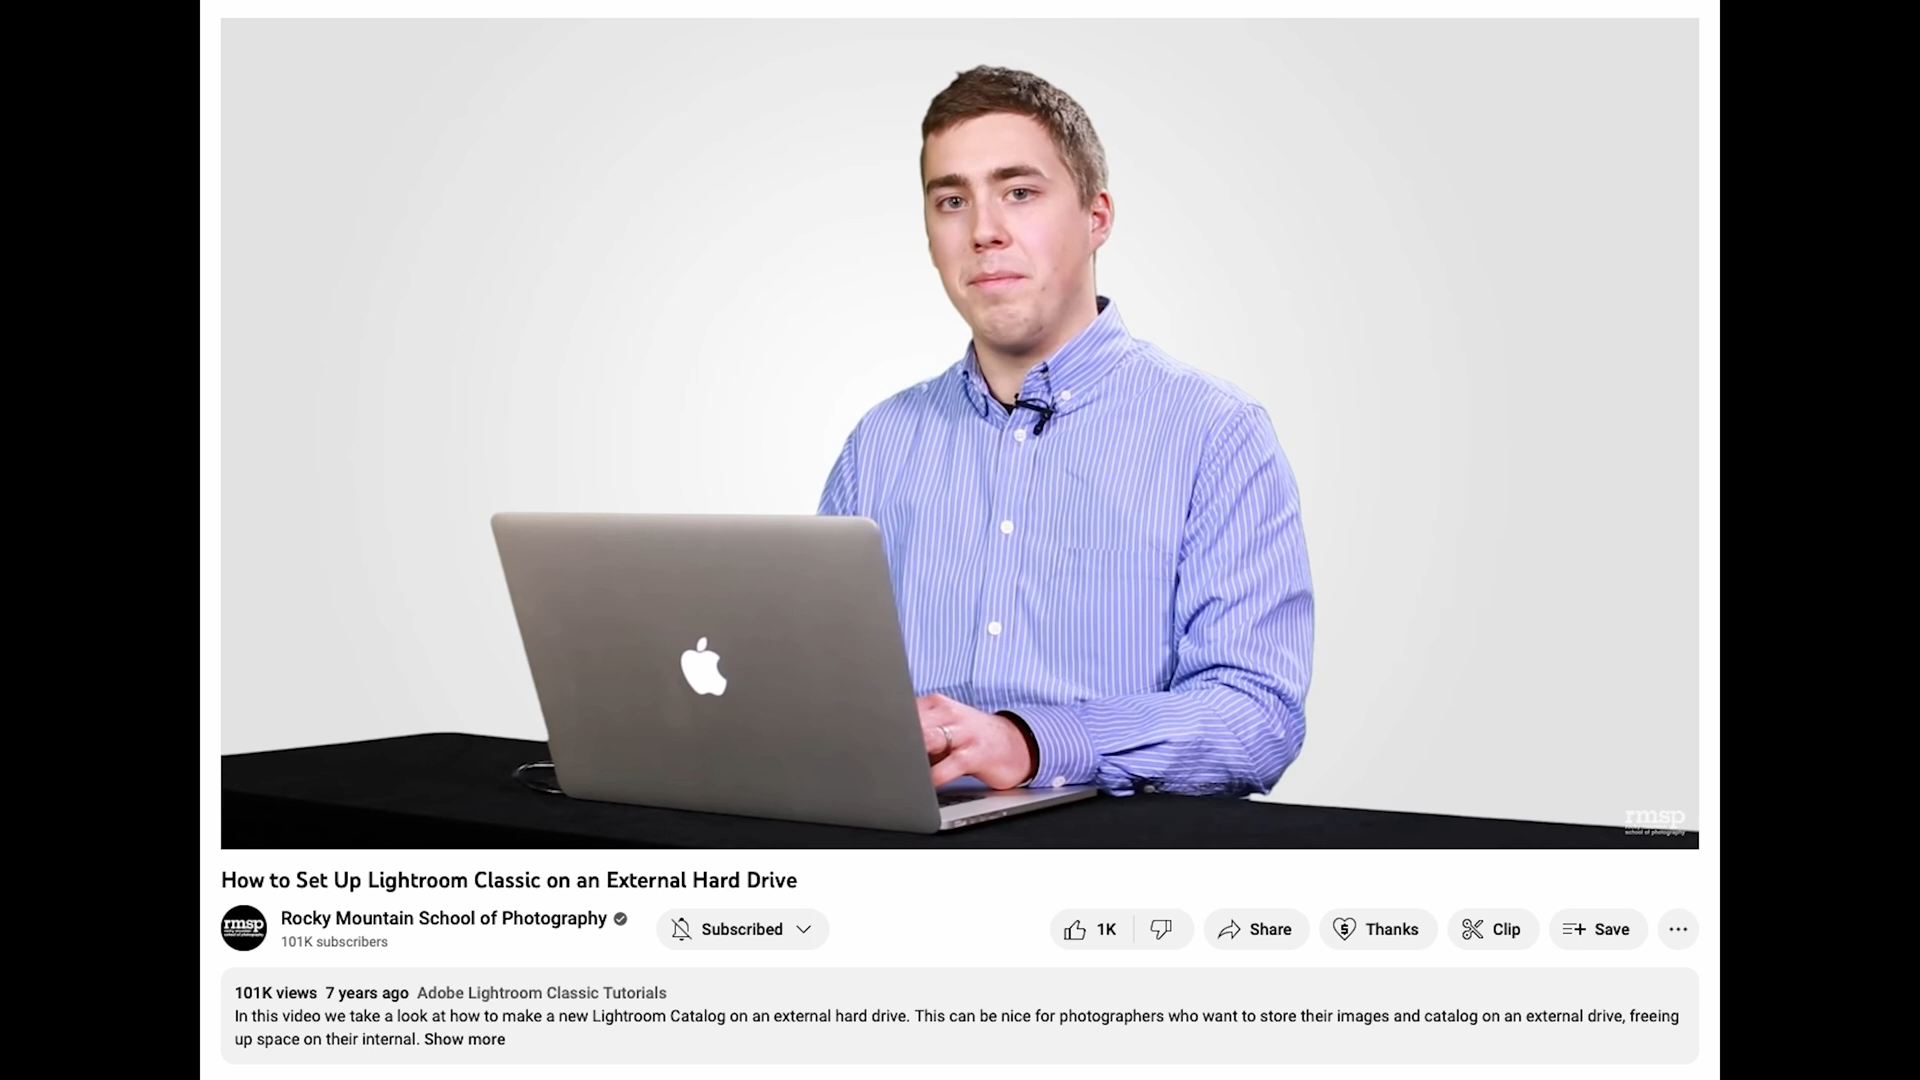 rmsp
school of photography
How to Set Up Lightroom Classic on an External Hard Drive
rmsp
Rocky Mountain School of Photography
101K subscribers
Subscribed
1K
Share
Thanks
Clip
Save
101K views 7 years ago Adobe Lightroom Classic Tutorials
In this video we take a look at how to make a new Lightroom Catalog on an external hard drive. This can be nice for photographers who want to store their images and catalog on an external drive, freeing
up space on their internal. Show more